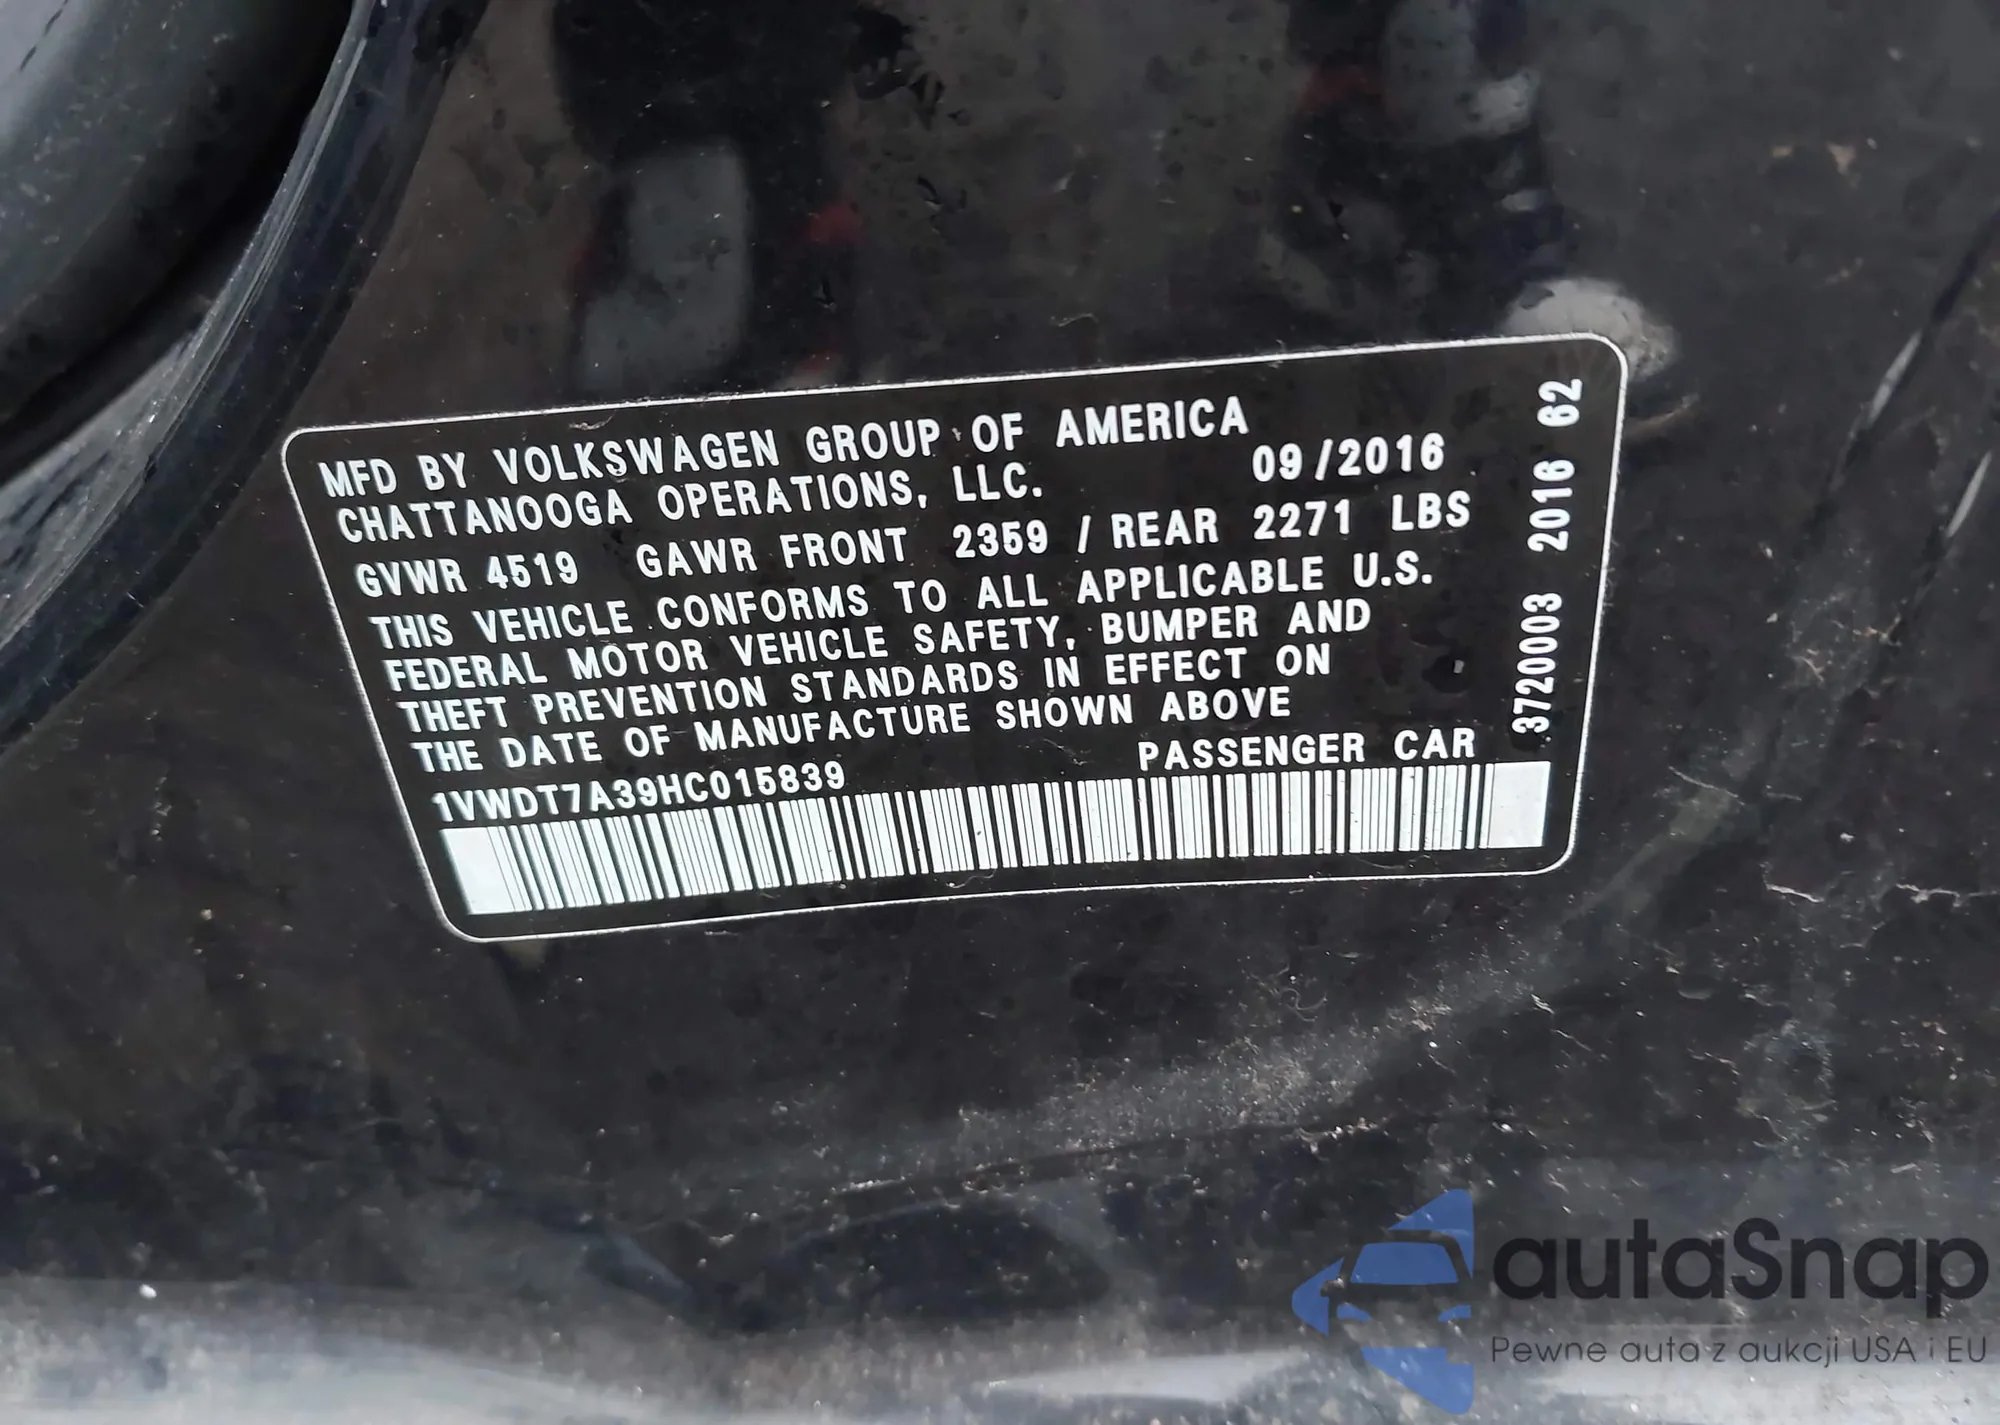 MFD BY VOLKSWAGEN GROUP OF AMERICA
CHATTANOOGA OPERATIONS, LLC. 09/2016
GVWR 4519 GAWR FRONT 2359 / REAR 2271 LBS
THIS VEHICLE CONFORMS TO ALL APPLICABLE U.S.
FEDERAL MOTOR VEHICLE SAFETY, BUMPER AND
THEFT PREVENTION STANDARDS IN EFFECT ON
THE DATE OF MANUFACTURE SHOWN ABOVE
1VWDT7A39HC015839 PASSENGER CAR
3720003 2016 62
autaSnap
Pewne auta z aukcji USA i EU